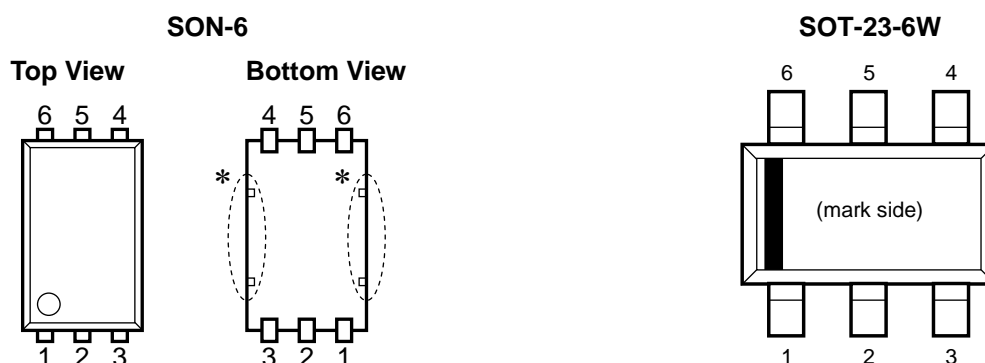 SON-6
Top View
Bottom View
6 5 4
4 5 6
*
*
1 2 3
3 2 1
SOT-23-6W
6 5 4
(mark side)
1 2 3